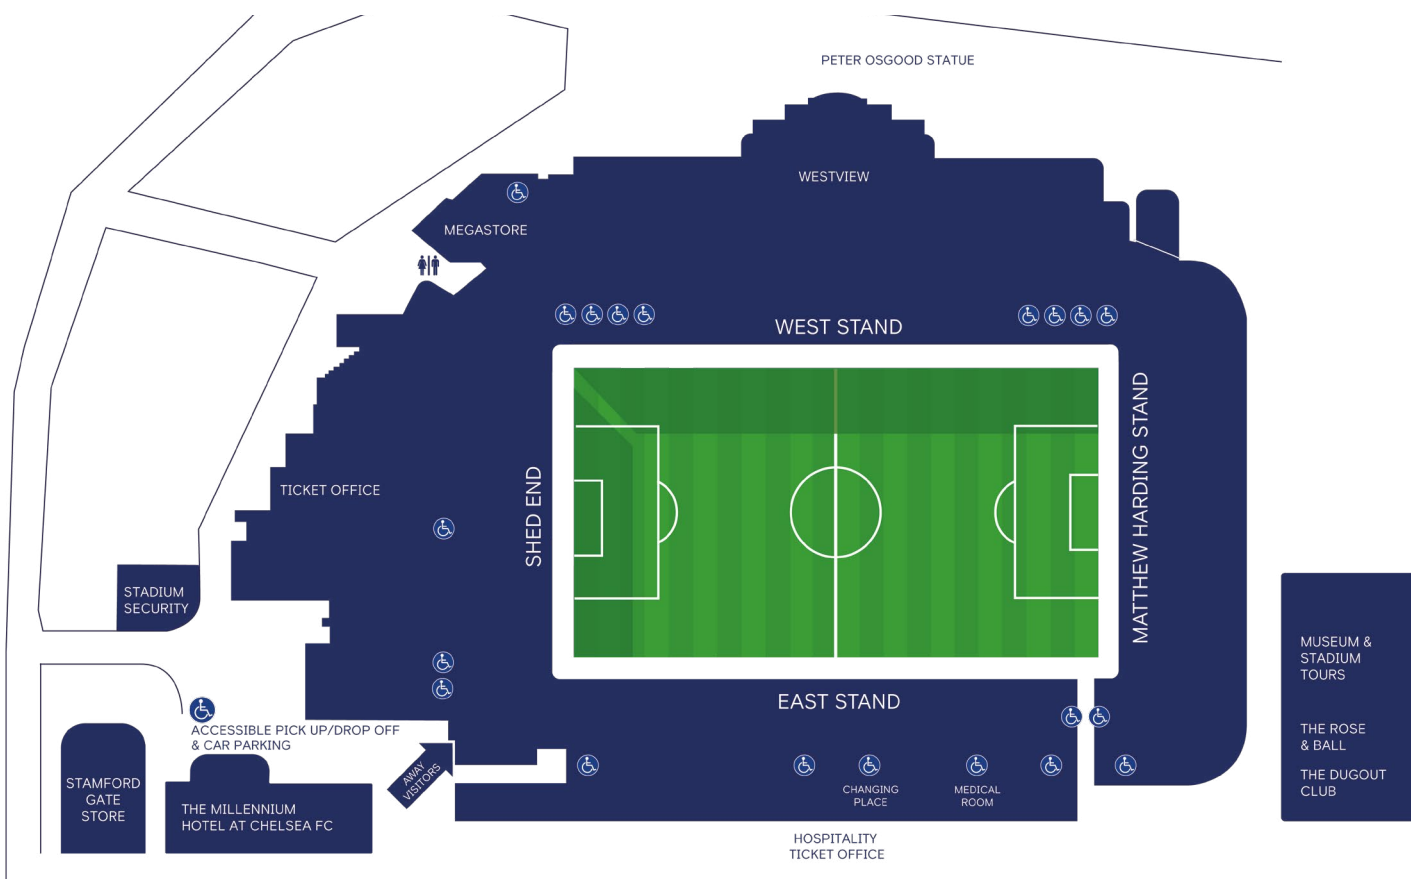 PETER OSGOOD STATUE
WESTVIEW
MEGASTORE
WEST STAND
MATTHEW HARDING STAND
SHED END
TICKET OFFICE
STADIUM
SECURITY
MUSEUM &
STADIUM
TOURS
EAST STAND
ACCESSIBLE PICK UP/DROP OFF
& CAR PARKING
THE ROSE
& BALL
AWAY
VISITORS
STAMFORD
GATE
STORE
THE MILLENNIUM
HOTEL AT CHELSEA FC
CHANGING
PLACE
MEDICAL
ROOM
THE DUGOUT
CLUB
HOSPITALITY
TICKET OFFICE